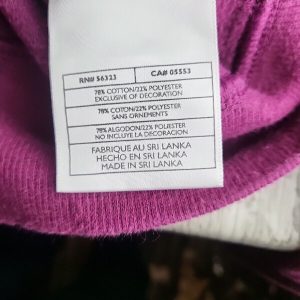 RN# 56323 CA# 05553
78% COTTON/22% POLYESTER
EXCLUSIVE OF DECORATION
78% COTON/22% POLYESTER
SANS ORNEMENTS
78% ALGODON/22% POLIESTER
NO INCLUYE LA DECORACION
FABRIQUE AU SRI LANKA
HECHO EN SRI LANKA
MADE IN SRI LANKA